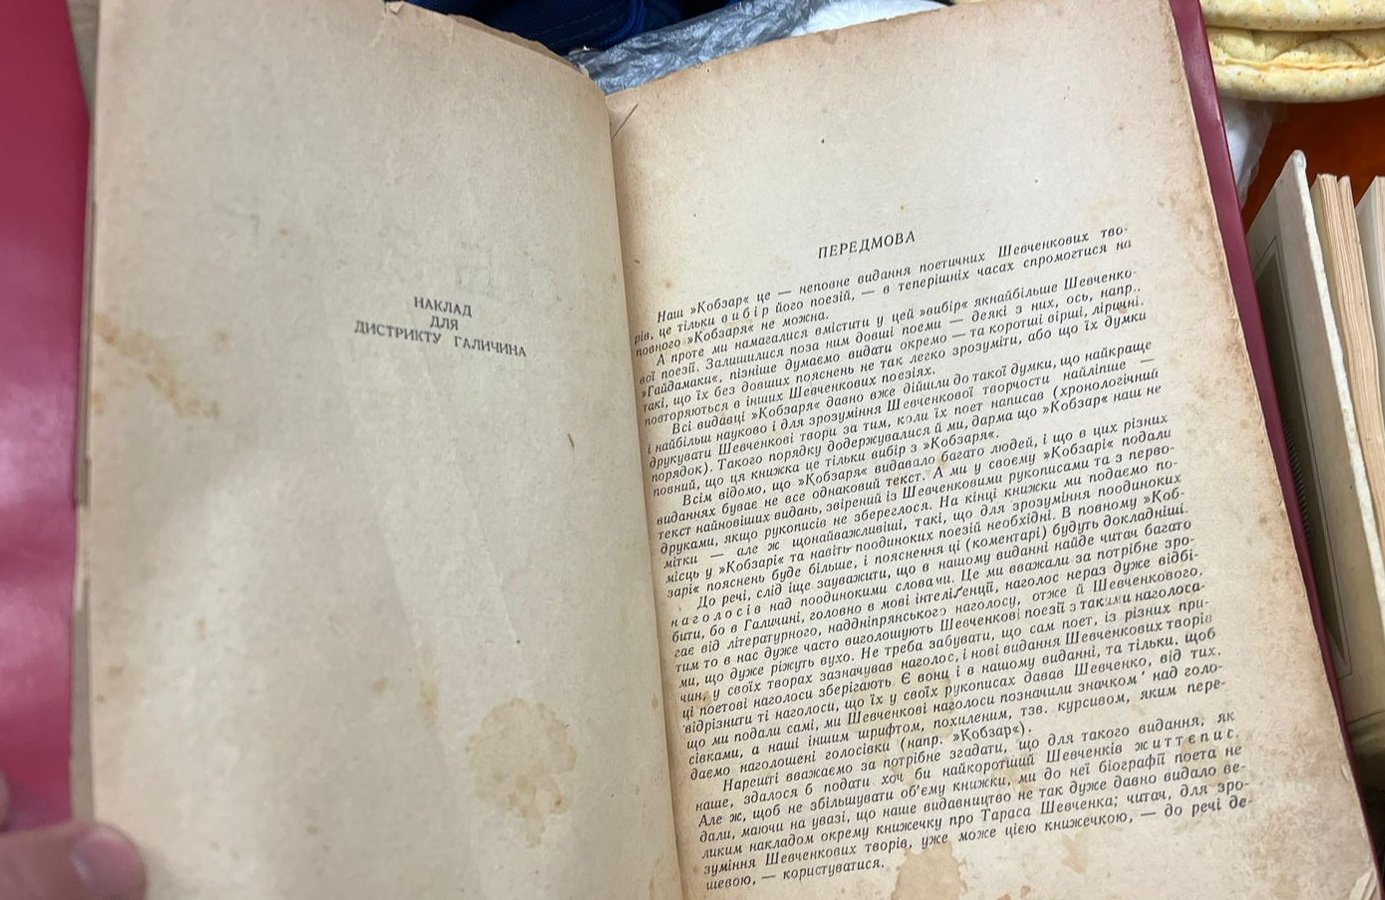 НАКЛАД
ДЛЯ
ДИСТРИКТУ ГАЛИЧИНА
ПЕРЕДМОВА
Наш »Кобзар« це — неповне видання поетичних Шевченкових тво-
рів, це тільки вибір його поезій, — в теперішніх часах спромогтися на
повного »Кобзаря« не можна.
А проте ми намагалися вмістити у цей »вибір« якнайбільше Шевченко-
вої поезії. Залишилися поза ним довші поеми — деякі з них, ось, напр.,
»Гайдамаки«, пізніше думаємо видати окремо — та коротші вірші, ліричні.
такі, що їх без довших пояснень не так легко зрозуміти, або що їх думки
повторяються в інших Шевченкових поезіях.
Всі видавці »Кобзаря« давно вже дійшли до такої думки, що найкраще
і найбільш науково і для зрозуміння Шевченкової творчости найліпше —
друкувати Шевченкові твори за тим, коли їх поет написав (хронологічний
порядок). Такого порядку додержувалися й ми, дарма що »Кобзар« наш не
повний, що ця книжка це тільки вибір з »Кобзаря«.
Всім відомо, що »Кобзаря« видавало багато людей, і що в цих різних
виданнях буває не все однаковий текст. А ми у своєму »Кобзарі« подали
текст найновіших видань, звірений із Шевченковими рукописами та з перво-
друками, якщо рукописів не збереглося. На кінці книжки ми подаємо по-
мітки — але ж щонайважливіші, такі, що для зрозуміння поодиноких
місць у »Кобзарі« та навіть поодиноких поезій необхідні. В повному »Коб-
зарі« пояснень буде більше, і пояснення ці (коментарі) будуть докладніші.
До речі, слід іще зауважити, що в нашому виданні найде читач багато
наголосів над поодинокими словами. Це ми вважали за потрібне зро-
бити, бо в Галичині, головно в мові інтеліґенції, наголос нераз дуже відбі-
гає від літературного, наддніпрянського наголосу, отже й Шевченкового,
тим то в нас дуже часто виголошують Шевченкові поезії з такими наголоса-
ми, що дуже ріжуть вухо. Не треба забувати, що сам поет, із різних при-
чин, у своїх творах зазначував наголос, і нові видання Шевченкових творів
ці поетові наголоси зберігають Є вони і в нашому виданні, та тільки, щоб
відрізнити ті наголоси, що їх у своїх рукописах давав Шевченко, від тих.
що ми подали самі, ми Шевченкові наголоси позначили значком ' над голо-
сівками, а наші іншим шрифтом, похиленим, тзв. курсивом, яким пере-
даємо наголошені голосівки (напр. »Кобзар«).
Нарешті вважаємо за потрібне згадати, що для такого видання, як
наше, здалося б подати хоч би найкоротший Шевченків життєпис.
Але ж, щоб не збільшувати об'єму книжки, ми до неї біографії поета не
дали, маючи на увазі, що наше видавництво не так дуже давно видало ве-
ликим накладом окрему книжечку про Тараса Шевченка; читач, для зро-
зуміння Шевченкових творів, уже може цією книжечкою, — до речі де-
шевою, — користуватися.